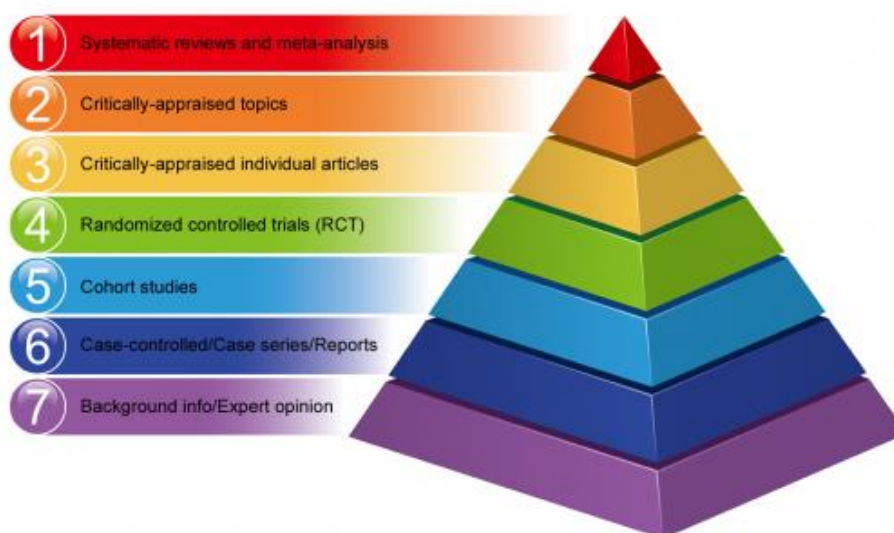 1 Systematic reviews and meta-analysis
2 Critically-appraised topics
3 Critically-appraised individual articles
4 Randomized controlled trials (RCT)
5 Cohort studies
6 Case-controlled/Case series/Reports
7 Background info/Expert opinion